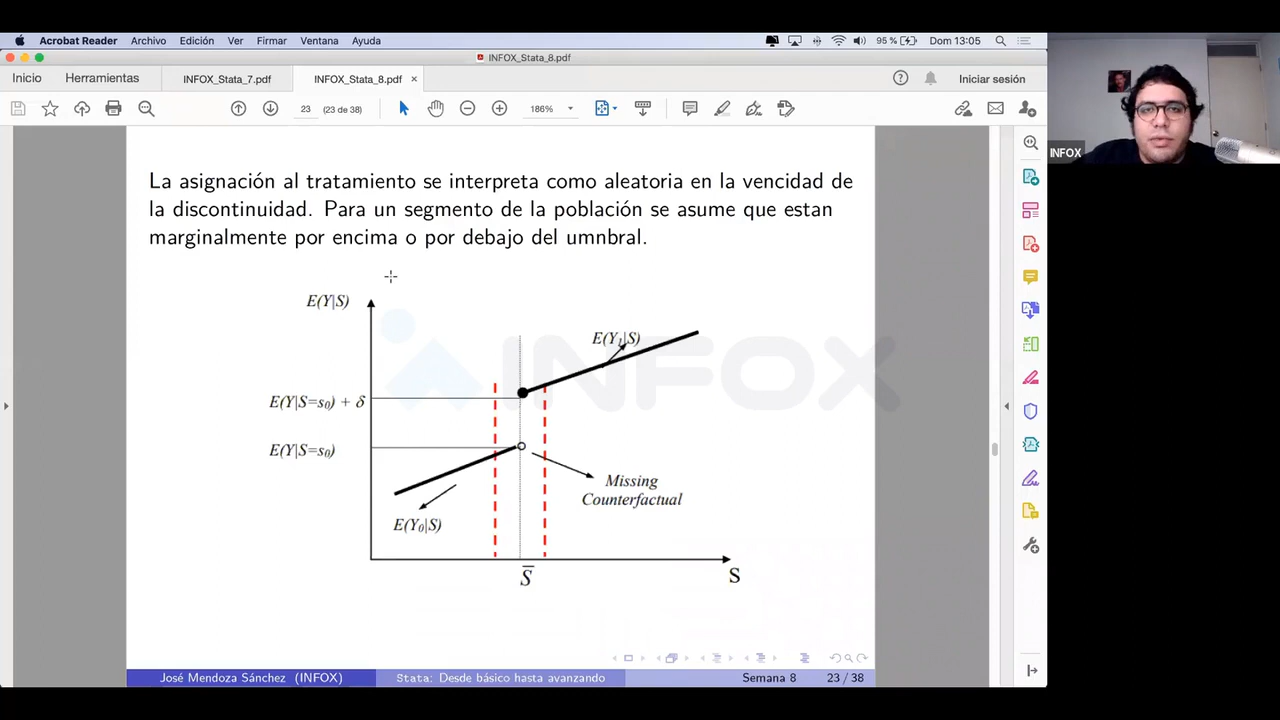 Acrobat Reader Archivo Edición Ver Firmar Ventana Ayuda 95 % Dom 13:05
INFOX_Stata_8.pdf
Inicio Herramientas INFOX_Stata_7.pdf INFOX_Stata_8.pdf × Iniciar sesión
23 (23 de 38) 186%
La asignación al tratamiento se interpreta como aleatoria en la vencidad de
la discontinuidad. Para un segmento de la población se asume que estan
marginalmente por encima o por debajo del umnbral.
E(Y|S)
E(Y₁|S)
INFOX
E(Y|S=s₀) + δ
E(Y|S=s₀)
Missing
Counterfactual
E(Y₀|S)
S̅
S
José Mendoza Sánchez (INFOX) Stata: Desde básico hasta avanzando Semana 8 23 / 38
INFOX